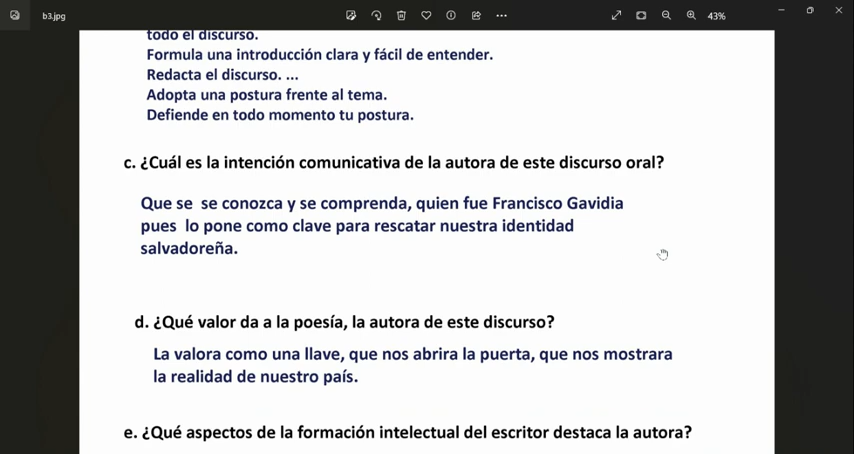 b3.jpg
43%
todo el discurso.
Formula una introducción clara y fácil de entender.
Redacta el discurso. ...
Adopta una postura frente al tema.
Defiende en todo momento tu postura.
c. ¿Cuál es la intención comunicativa de la autora de este discurso oral?
Que se se conozca y se comprenda, quien fue Francisco Gavidia
pues lo pone como clave para rescatar nuestra identidad
salvadoreña.
d. ¿Qué valor da a la poesía, la autora de este discurso?
La valora como una llave, que nos abrira la puerta, que nos mostrara
la realidad de nuestro país.
e. ¿Qué aspectos de la formación intelectual del escritor destaca la autora?